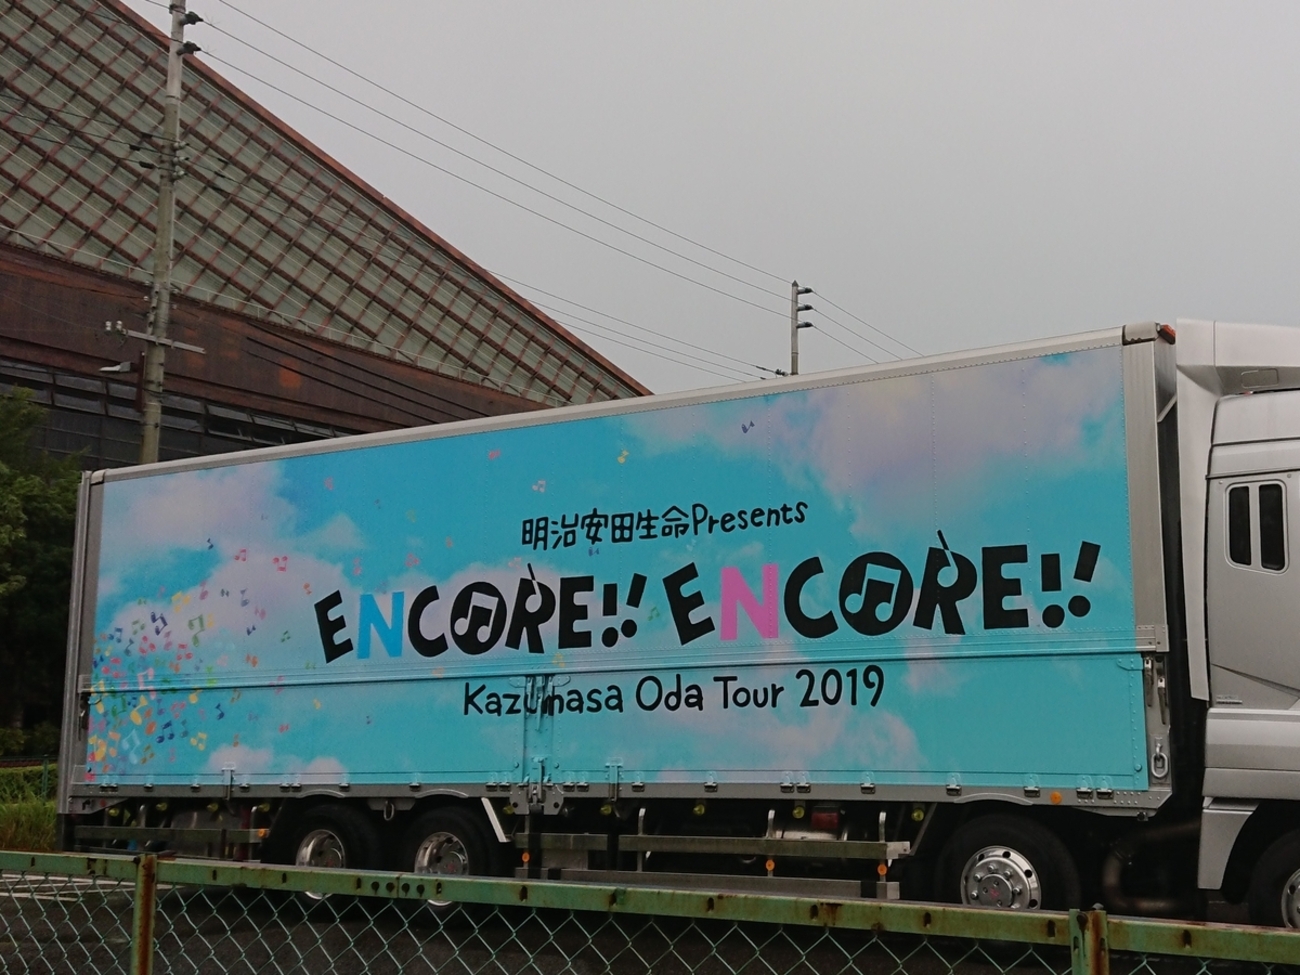 明治安田生命Presents
ENCORE!! ENCORE!!
Kazumasa Oda Tour 2019